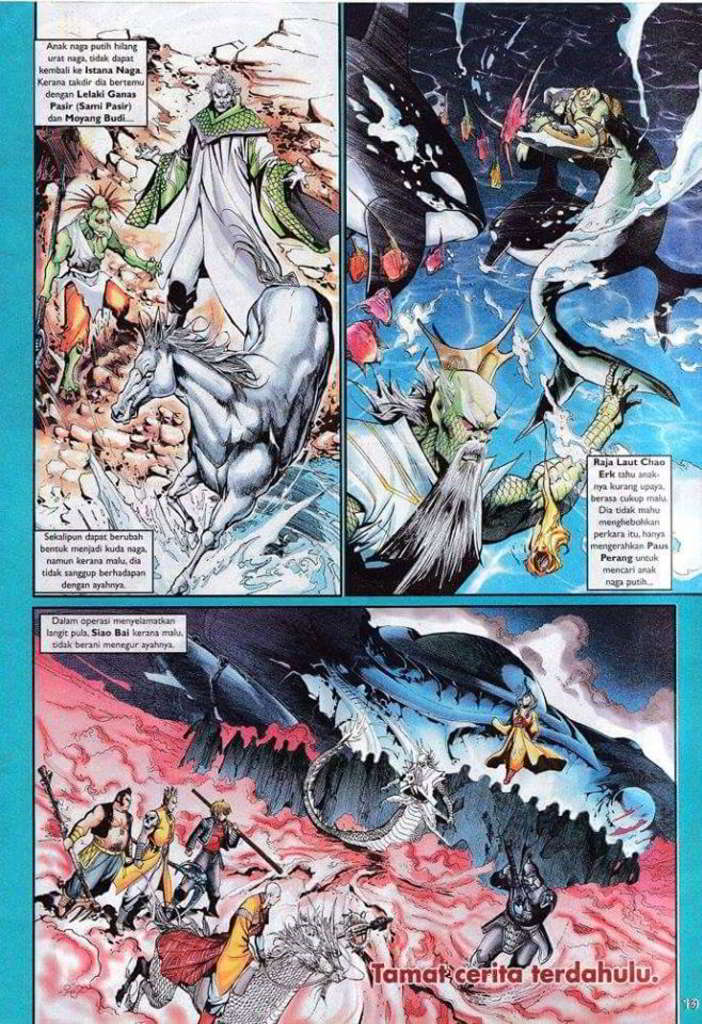 Anak naga putih hilang
urat naga, tidak dapat
kembali ke Istana Naga.
Kerana takdir dia bertemu
dengan Lelaki Ganas
Pasir (Sami Pasir)
dan Moyang Budi...
Sekalipun dapat berubah
bentuk menjadi kuda naga,
namun kerana malu, dia
tidak sanggup berhadapan
dengan ayahnya.
Raja Laut Chao
Erk tahu anak-
nya kurang upaya,
berasa cukup malu.
Dia tidak mahu
menghebohkan
perkara itu, hanya
mengerahkan Paus
Perang untuk
mencari anak
naga putih...
Dalam operasi menyelamatkan
langit pula, Siao Bai kerana malu,
tidak berani menegur ayahnya.
Tamat cerita terdahulu.